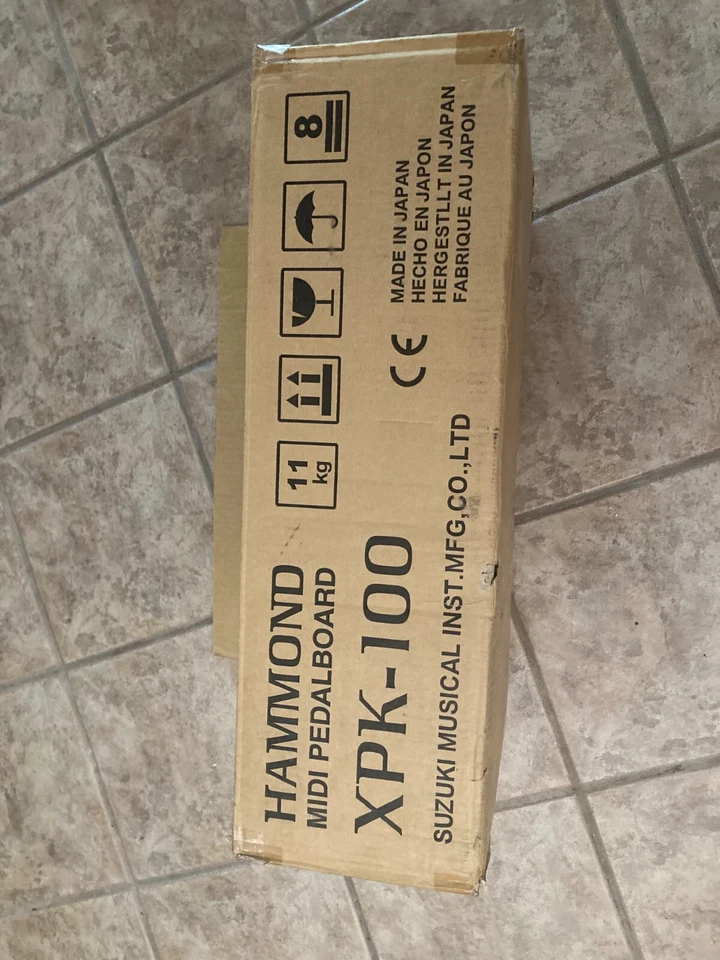 HAMMOND
MIDI PEDALBOARD
XPK-100
SUZUKI MUSICAL INST.MFG,CO.,LTD
11
kg
8
CE
MADE IN JAPAN
HECHO EN JAPON
HERGESTLLT IN JAPAN
FABRIQUE AU JAPON